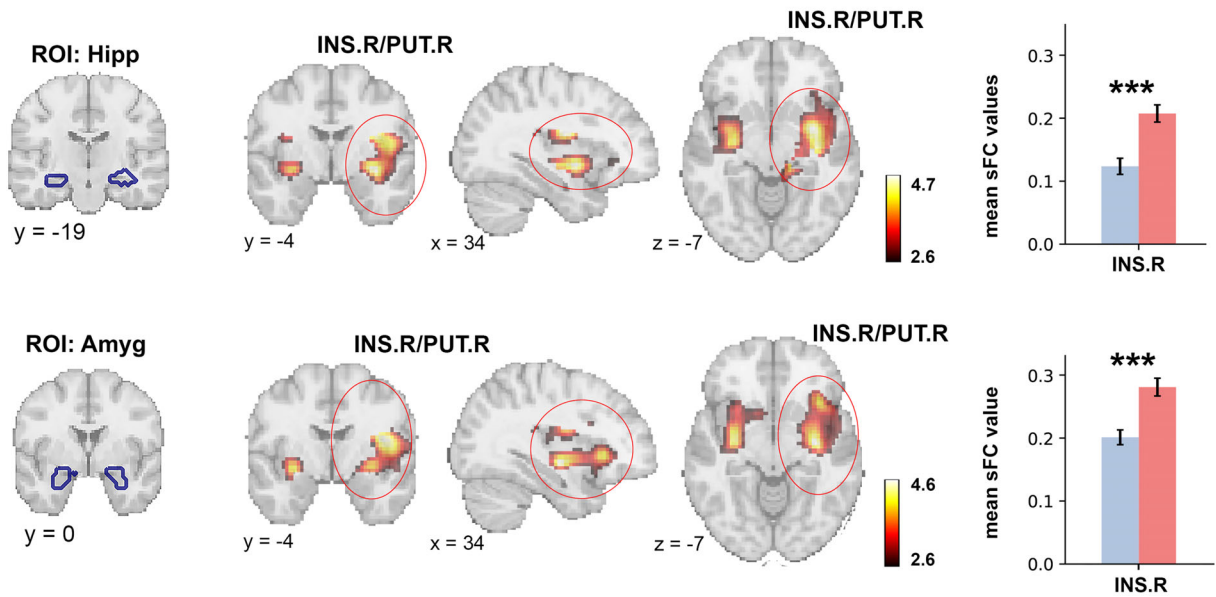 ROI: Hipp
y = -19
INS.R/PUT.R
y = -4
x = 34
INS.R/PUT.R
z = -7
4.7
2.6
mean sFC values
0.3
0.2
0.1
0.0
***
INS.R
ROI: Amyg
y = 0
INS.R/PUT.R
y = -4
x = 34
INS.R/PUT.R
z = -7
4.6
2.6
mean sFC value
0.3
0.2
0.1
0.0
***
INS.R